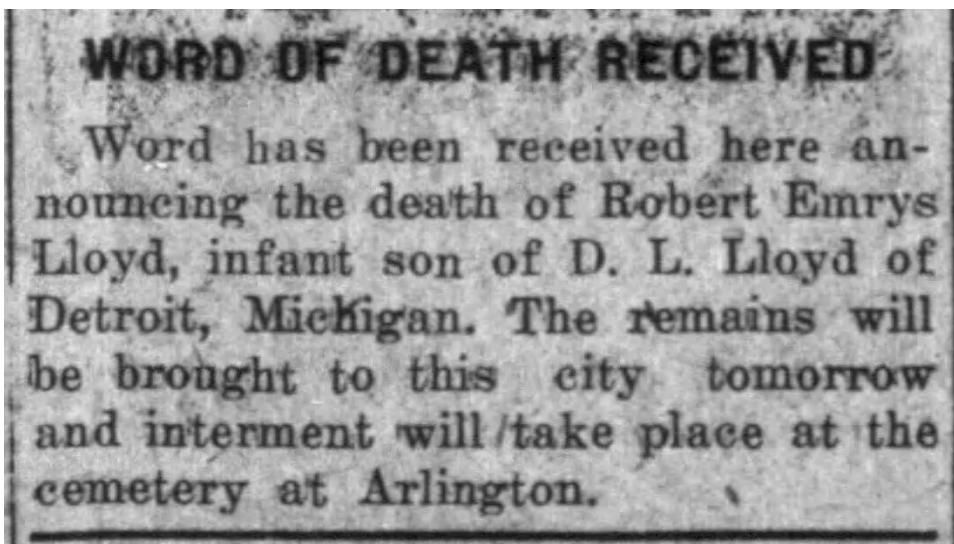 WORD OF DEATH RECEIVED
Word has been received here an-
nouncing the death of Robert Emrys
Lloyd, infant son of D. L. Lloyd of
Detroit, Michigan. The remains will
be brought to this city tomorrow
and interment will take place at the
cemetery at Arlington.